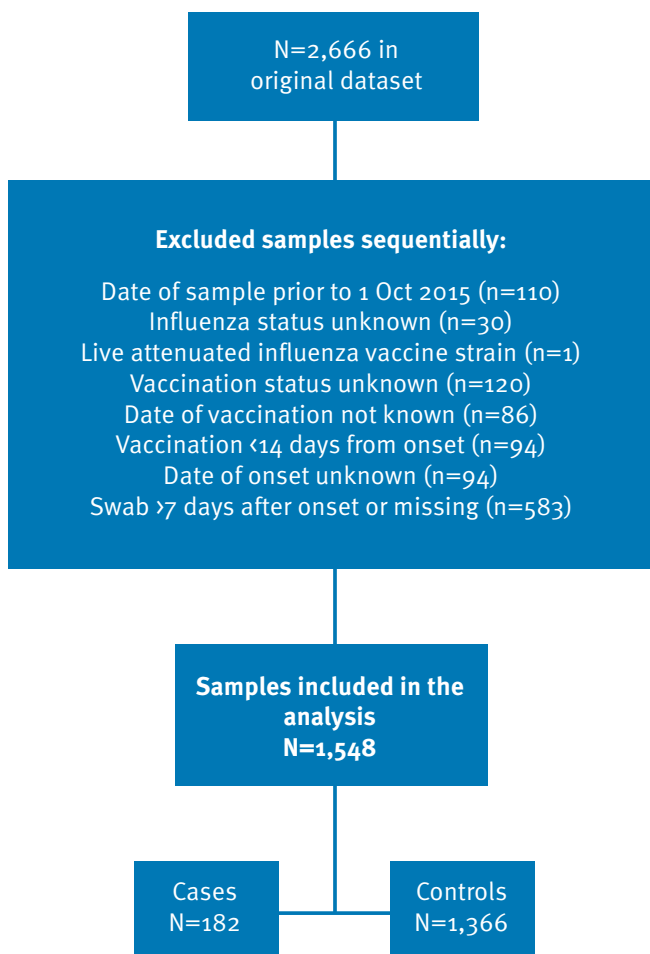 N=2,666 in
original dataset
Excluded samples sequentially:
Date of sample prior to 1 Oct 2015 (n=110)
Influenza status unknown (n=30)
Live attenuated influenza vaccine strain (n=1)
Vaccination status unknown (n=120)
Date of vaccination not known (n=86)
Vaccination <14 days from onset (n=94)
Date of onset unknown (n=94)
Swab >7 days after onset or missing (n=583)
Samples included in the
analysis
N=1,548
Cases
N=182
Controls
N=1,366